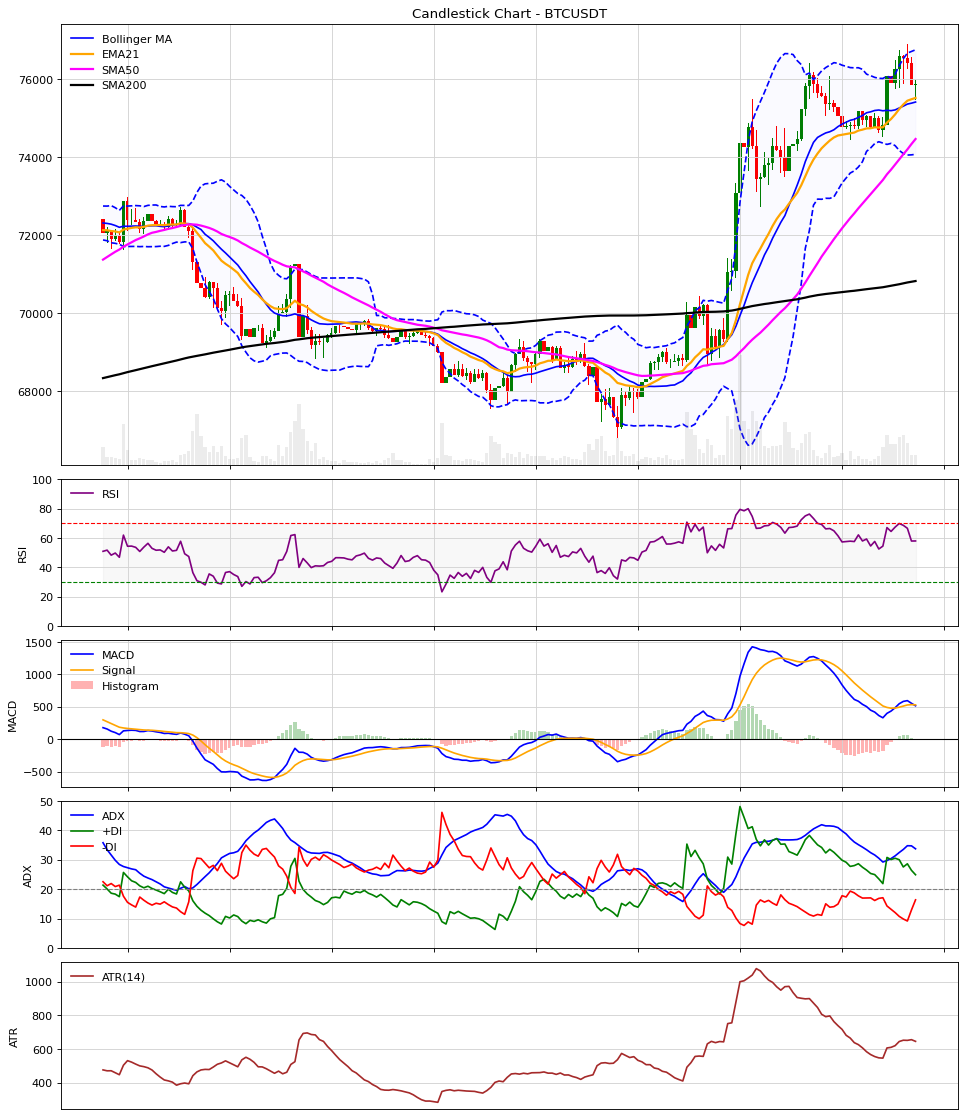 Candlestick Chart - BTCUSDT
Bollinger MA
EMA21
SMA50
SMA200
76000
74000
72000
70000
68000
RSI
100
80
60
40
20
0
RSI
MACD
Signal
Histogram
1500
1000
500
0
−500
MACD
ADX
+DI
-DI
50
40
30
20
10
0
ADX
ATR(14)
1000
800
600
400
ATR